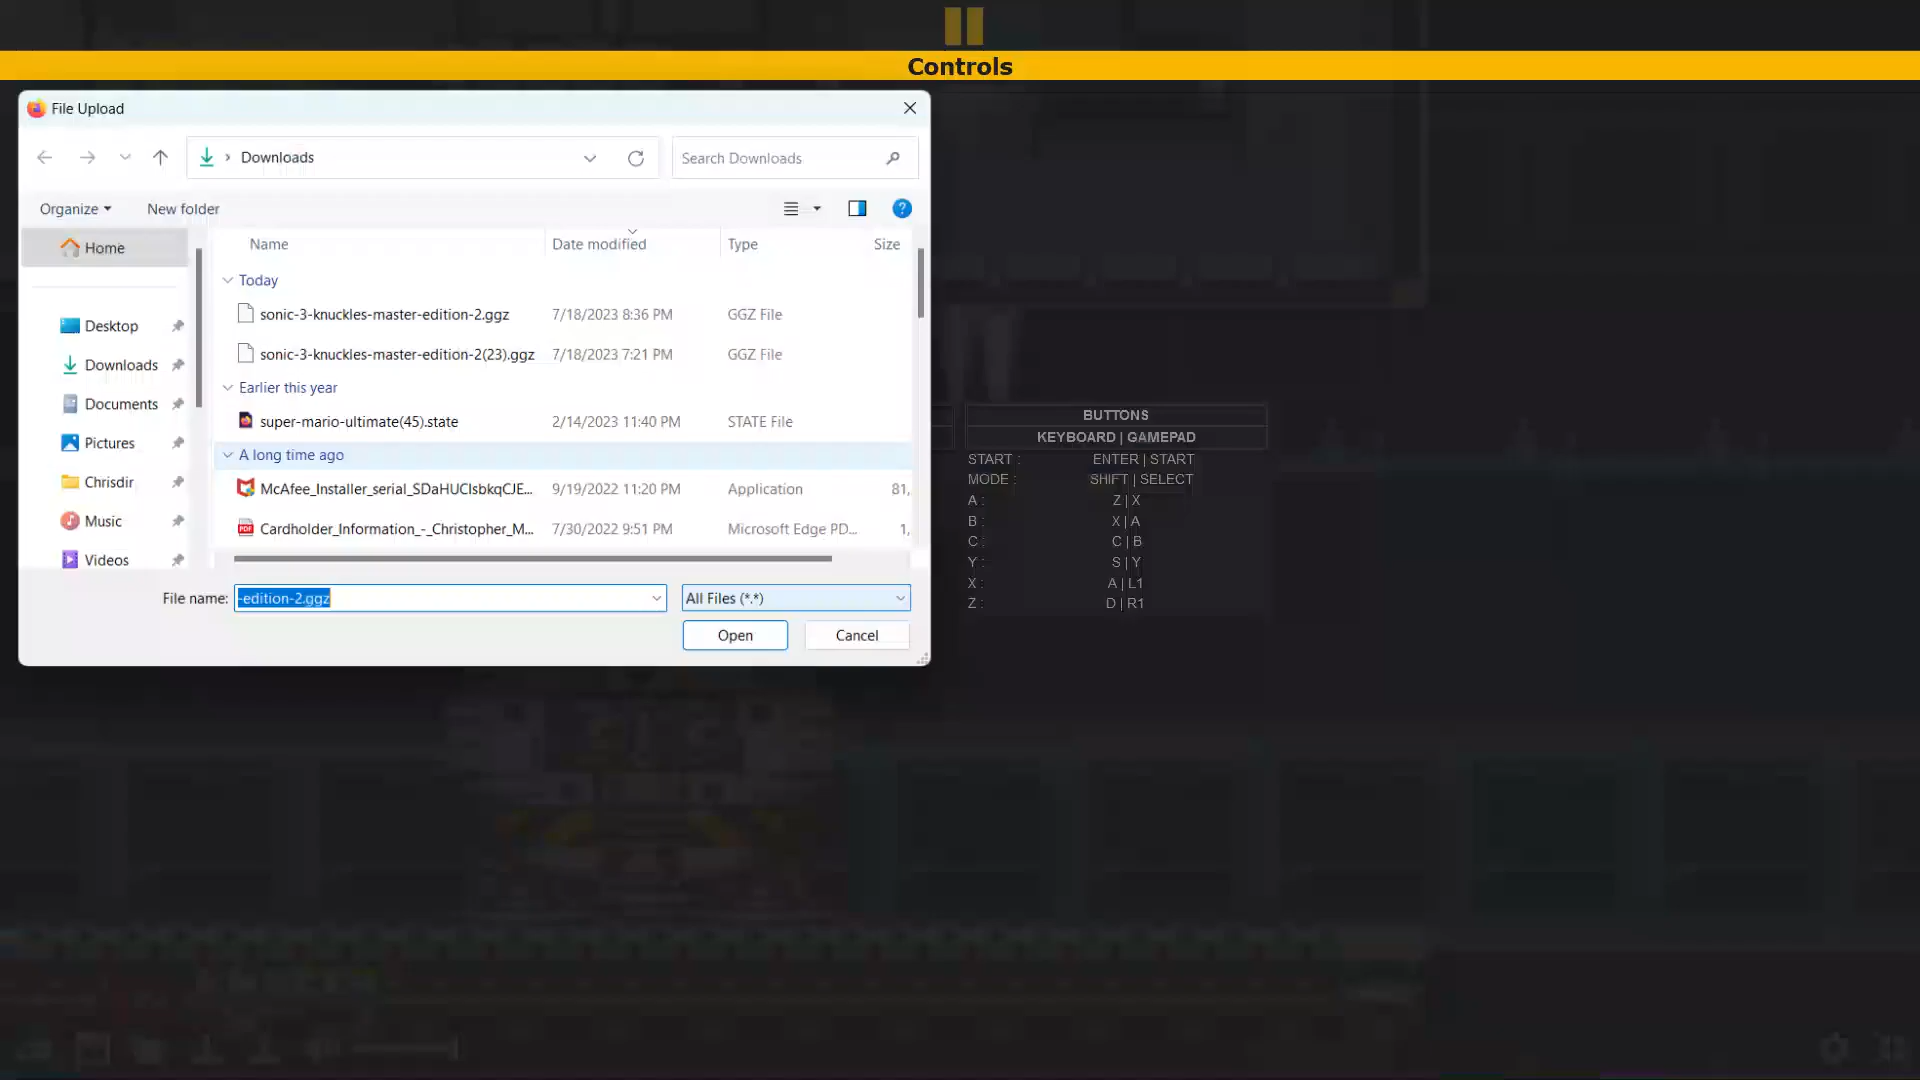 Controls
File Upload
Downloads
Search Downloads
Organize
New folder
Name Date modified Type Size
Home
Desktop
Downloads
Documents
Pictures
Chrisdir
Music
Videos
Today
sonic-3-knuckles-master-edition-2.ggz 7/18/2023 8:36 PM GGZ File
sonic-3-knuckles-master-edition-2(23).ggz 7/18/2023 7:21 PM GGZ File
Earlier this year
super-mario-ultimate(45).state 2/14/2023 11:40 PM STATE File
A long time ago
McAfee_Installer_serial_SDaHUCIsbkqCJE... 9/19/2022 11:20 PM Application 81,
Cardholder_Information_-_Christopher_M... 7/30/2022 9:51 PM Microsoft Edge PD... 1,
File name: -edition-2.ggz All Files (*.*)
Open Cancel
BUTTONS
KEYBOARD | GAMEPAD
START : ENTER | START
MODE : SHIFT | SELECT
A : Z | X
B : X | A
C : C | B
Y : S | Y
X : A | L1
Z : D | R1